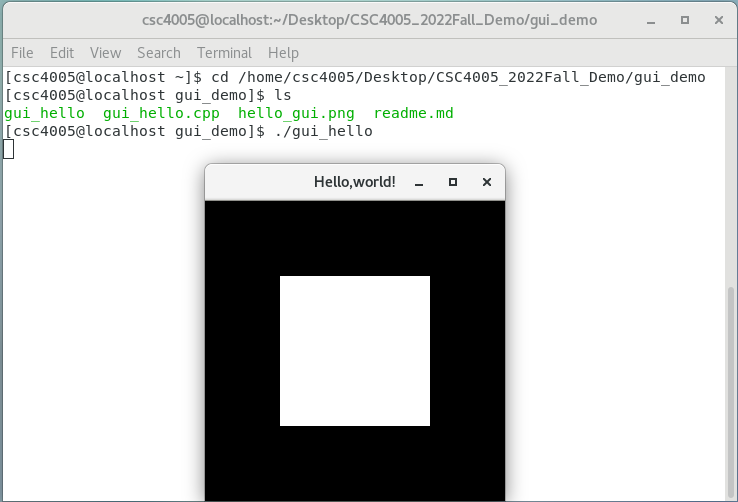 csc4005@localhost:~/Desktop/CSC4005_2022Fall_Demo/gui_demo
File Edit View Search Terminal Help
[csc4005@localhost ~]$ cd /home/csc4005/Desktop/CSC4005_2022Fall_Demo/gui_demo
[csc4005@localhost gui_demo]$ ls
gui_hello  gui_hello.cpp  hello_gui.png  readme.md
[csc4005@localhost gui_demo]$ ./gui_hello
Hello,world!